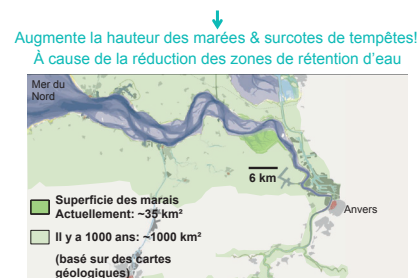 Augmente la hauteur des marées & surcotes de tempêtes!
À cause de la réduction des zones de rétention d'eau
Mer du
Nord
6 km
Anvers
Superficie des marais
Actuellement: ~35 km²
Il y a 1000 ans: ~1000 km²
(basé sur des cartes
géologiques)